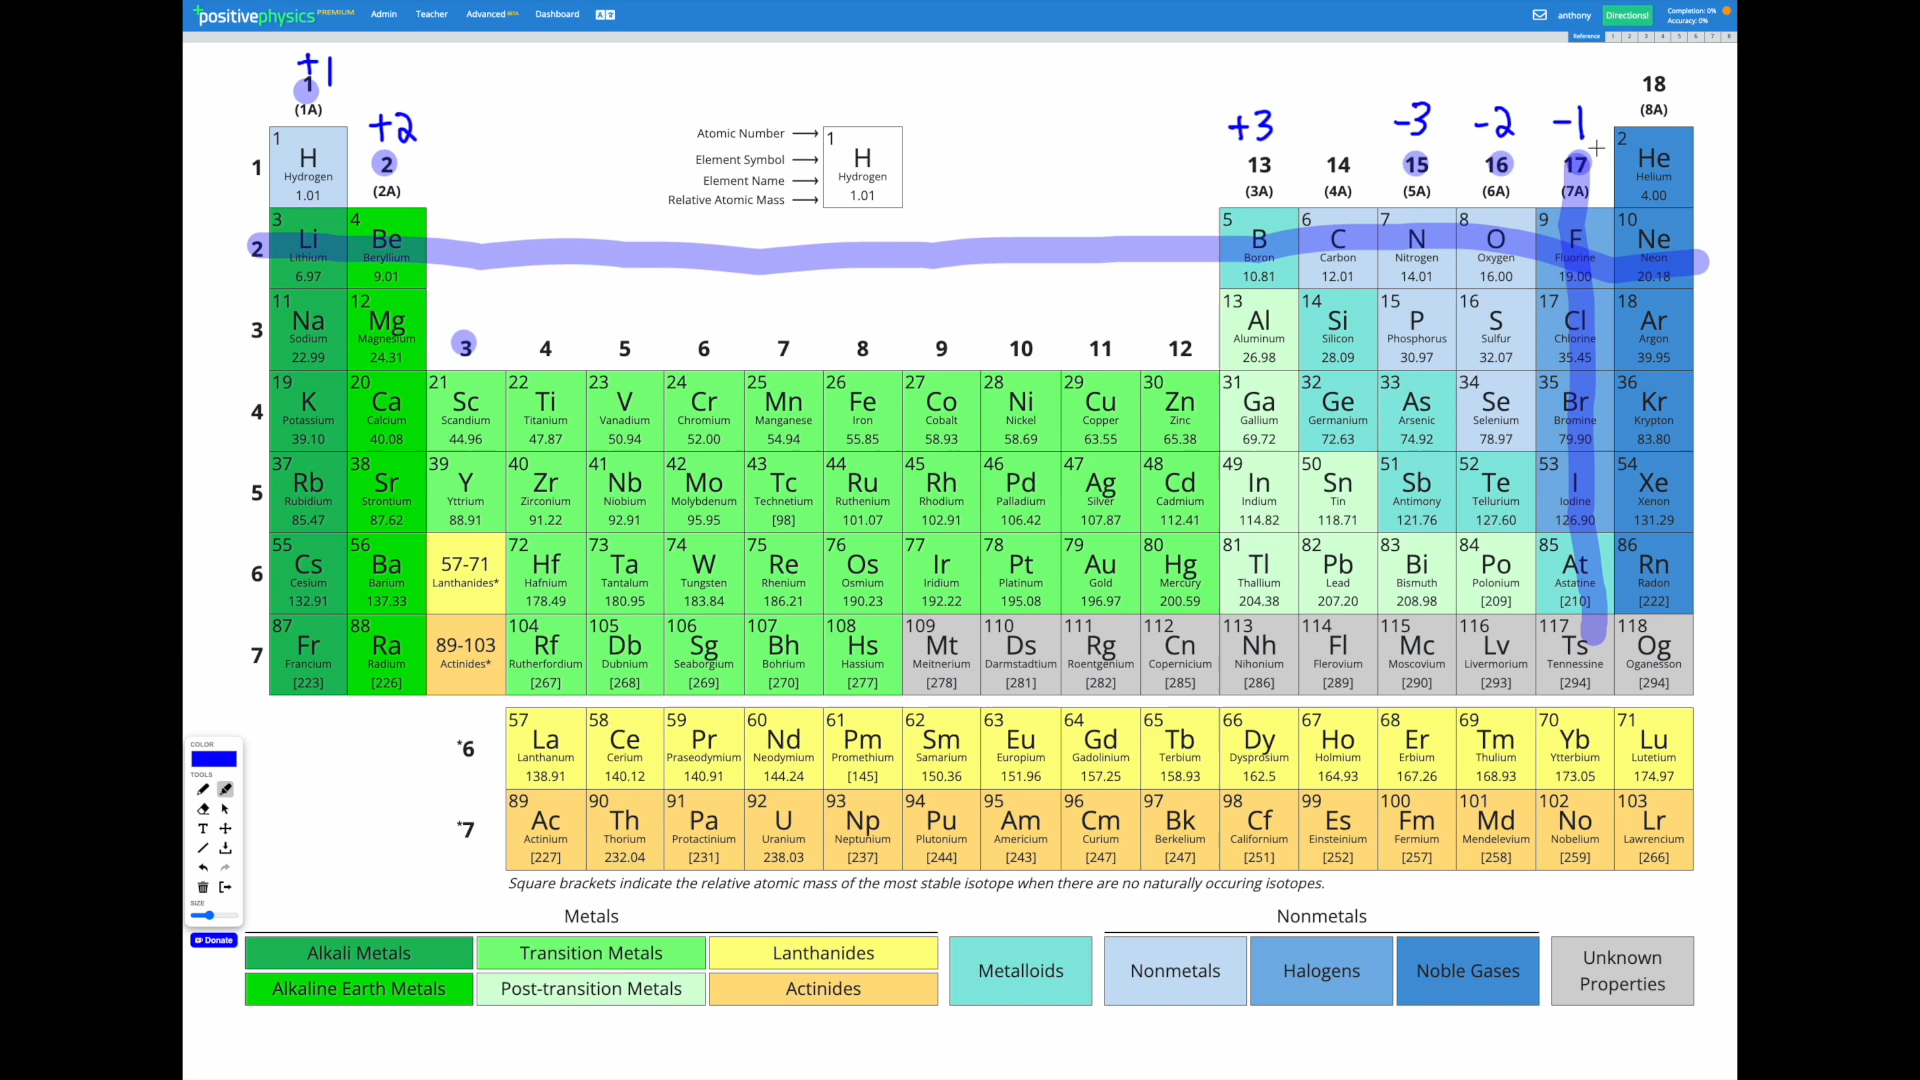 positivephysics PREMIUM Admin Teacher Advanced BETA Dashboard anthony Directions! Completion: 0% Accuracy: 0%
Reference 1 2 3 4 5 6 7 8
+1
1 18
(1A) (8A)
+2 +3 -3 -2 -1
1 H Hydrogen 1.01
2 (2A)
Atomic Number
Element Symbol
Element Name
Relative Atomic Mass
1 H Hydrogen 1.01
13 14 15 16 17
(3A) (4A) (5A) (6A) (7A)
2 He Helium 4.00
1
2
3 Li Lithium 6.97
4 Be Beryllium 9.01
5 B Boron 10.81
6 C Carbon 12.01
7 N Nitrogen 14.01
8 O Oxygen 16.00
9 F Fluorine 19.00
10 Ne Neon 20.18
3
11 Na Sodium 22.99
12 Mg Magnesium 24.31
3 4 5 6 7 8 9 10 11 12
13 Al Aluminum 26.98
14 Si Silicon 28.09
15 P Phosphorus 30.97
16 S Sulfur 32.07
17 Cl Chlorine 35.45
18 Ar Argon 39.95
4
19 K Potassium 39.10
20 Ca Calcium 40.08
21 Sc Scandium 44.96
22 Ti Titanium 47.87
23 V Vanadium 50.94
24 Cr Chromium 52.00
25 Mn Manganese 54.94
26 Fe Iron 55.85
27 Co Cobalt 58.93
28 Ni Nickel 58.69
29 Cu Copper 63.55
30 Zn Zinc 65.38
31 Ga Gallium 69.72
32 Ge Germanium 72.63
33 As Arsenic 74.92
34 Se Selenium 78.97
35 Br Bromine 79.90
36 Kr Krypton 83.80
5
37 Rb Rubidium 85.47
38 Sr Strontium 87.62
39 Y Yttrium 88.91
40 Zr Zirconium 91.22
41 Nb Niobium 92.91
42 Mo Molybdenum 95.95
43 Tc Technetium [98]
44 Ru Ruthenium 101.07
45 Rh Rhodium 102.91
46 Pd Palladium 106.42
47 Ag Silver 107.87
48 Cd Cadmium 112.41
49 In Indium 114.82
50 Sn Tin 118.71
51 Sb Antimony 121.76
52 Te Tellurium 127.60
53 I Iodine 126.90
54 Xe Xenon 131.29
6
55 Cs Cesium 132.91
56 Ba Barium 137.33
57-71 Lanthanides*
72 Hf Hafnium 178.49
73 Ta Tantalum 180.95
74 W Tungsten 183.84
75 Re Rhenium 186.21
76 Os Osmium 190.23
77 Ir Iridium 192.22
78 Pt Platinum 195.08
79 Au Gold 196.97
80 Hg Mercury 200.59
81 Tl Thallium 204.38
82 Pb Lead 207.20
83 Bi Bismuth 208.98
84 Po Polonium [209]
85 At Astatine [210]
86 Rn Radon [222]
7
87 Fr Francium [223]
88 Ra Radium [226]
89-103 Actinides*
104 Rf Rutherfordium [267]
105 Db Dubnium [268]
106 Sg Seaborgium [269]
107 Bh Bohrium [270]
108 Hs Hassium [277]
109 Mt Meitnerium [278]
110 Ds Darmstadtium [281]
111 Rg Roentgenium [282]
112 Cn Copernicium [285]
113 Nh Nihonium [286]
114 Fl Flerovium [289]
115 Mc Moscovium [290]
116 Lv Livermorium [293]
117 Ts Tennessine [294]
118 Og Oganesson [294]
*6
57 La Lanthanum 138.91
58 Ce Cerium 140.12
59 Pr Praseodymium 140.91
60 Nd Neodymium 144.24
61 Pm Promethium [145]
62 Sm Samarium 150.36
63 Eu Europium 151.96
64 Gd Gadolinium 157.25
65 Tb Terbium 158.93
66 Dy Dysprosium 162.5
67 Ho Holmium 164.93
68 Er Erbium 167.26
69 Tm Thulium 168.93
70 Yb Ytterbium 173.05
71 Lu Lutetium 174.97
*7
89 Ac Actinium [227]
90 Th Thorium 232.04
91 Pa Protactinium [231]
92 U Uranium 238.03
93 Np Neptunium [237]
94 Pu Plutonium [244]
95 Am Americium [243]
96 Cm Curium [247]
97 Bk Berkelium [247]
98 Cf Californium [251]
99 Es Einsteinium [252]
100 Fm Fermium [257]
101 Md Mendelevium [258]
102 No Nobelium [259]
103 Lr Lawrencium [266]
Square brackets indicate the relative atomic mass of the most stable isotope when there are no naturally occuring isotopes.
COLOR
TOOLS
T
SIZE
Donate
Metals Nonmetals
Alkali Metals Transition Metals Lanthanides
Alkaline Earth Metals Post-transition Metals Actinides
Metalloids Nonmetals Halogens Noble Gases
Unknown
Properties